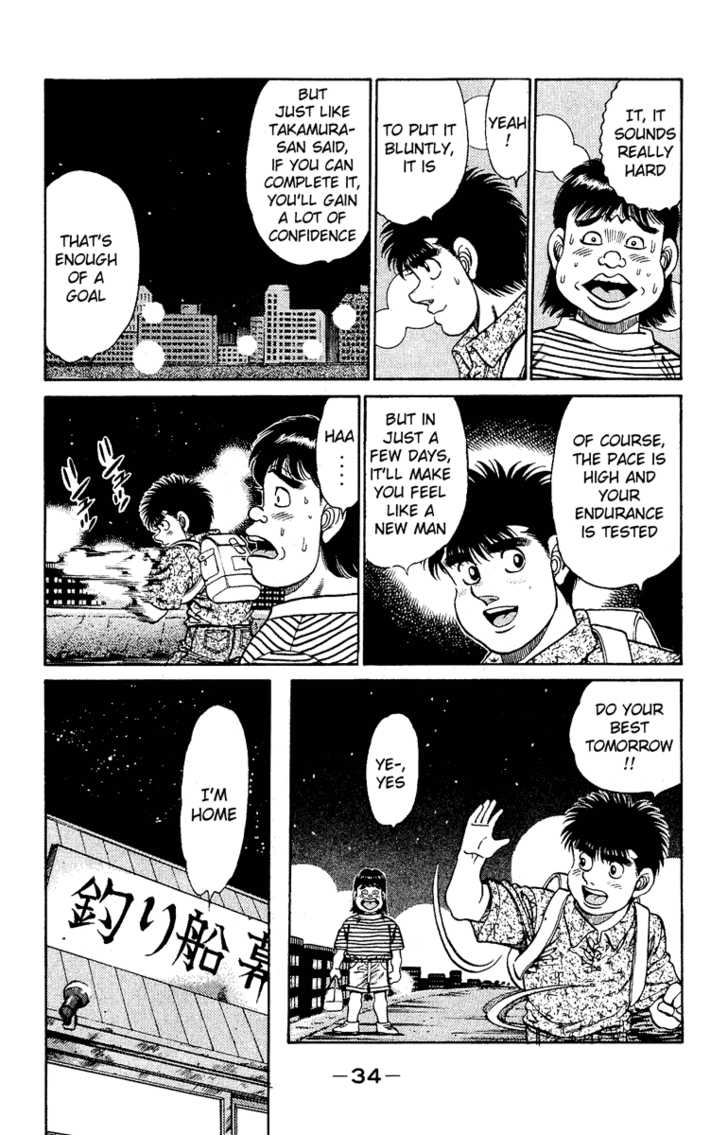 IT, IT
SOUNDS
REALLY
HARD
YEAH
!
TO PUT IT
BLUNTLY,
IT IS
BUT
JUST LIKE
TAKAMURA-
SAN SAID,
IF YOU CAN
COMPLETE IT,
YOU'LL GAIN
A LOT OF
CONFIDENCE
THAT'S
ENOUGH
OF A
GOAL
OF COURSE,
THE PACE IS
HIGH AND
YOUR
ENDURANCE
IS TESTED
BUT IN
JUST A
FEW DAYS,
IT'LL MAKE
YOU FEEL
LIKE A
NEW MAN
HAA
....
DO YOUR
BEST
TOMORROW
!!
YE-,
YES
I'M
HOME
釣り船 幕
-34-